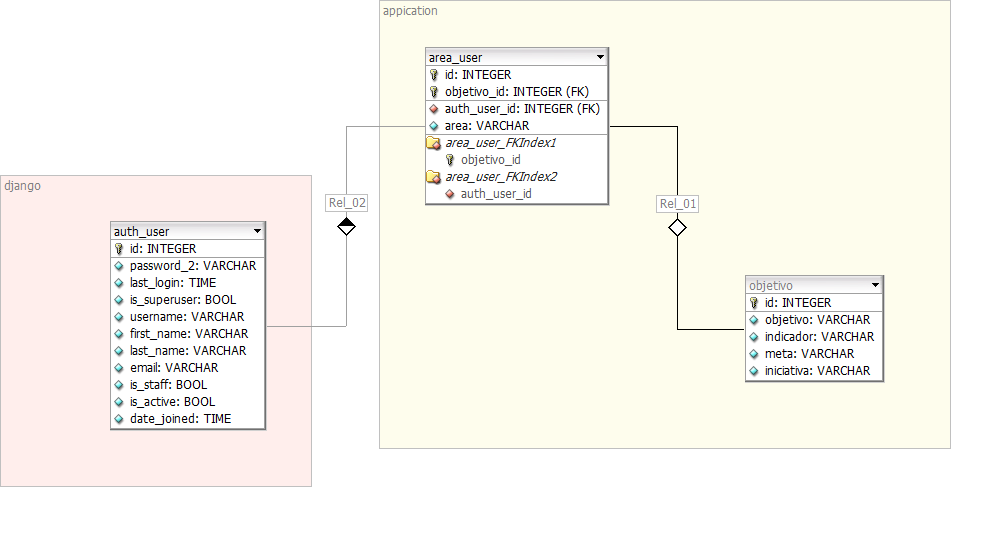 appication
area_user
id: INTEGER
objetivo_id: INTEGER (FK)
auth_user_id: INTEGER (FK)
area: VARCHAR
area_user_FKIndex1
objetivo_id
area_user_FKIndex2
auth_user_id
django
Rel_02
Rel_01
auth_user
id: INTEGER
password_2: VARCHAR
last_login: TIME
is_superuser: BOOL
username: VARCHAR
first_name: VARCHAR
last_name: VARCHAR
email: VARCHAR
is_staff: BOOL
is_active: BOOL
date_joined: TIME
objetivo
id: INTEGER
objetivo: VARCHAR
indicador: VARCHAR
meta: VARCHAR
iniciativa: VARCHAR